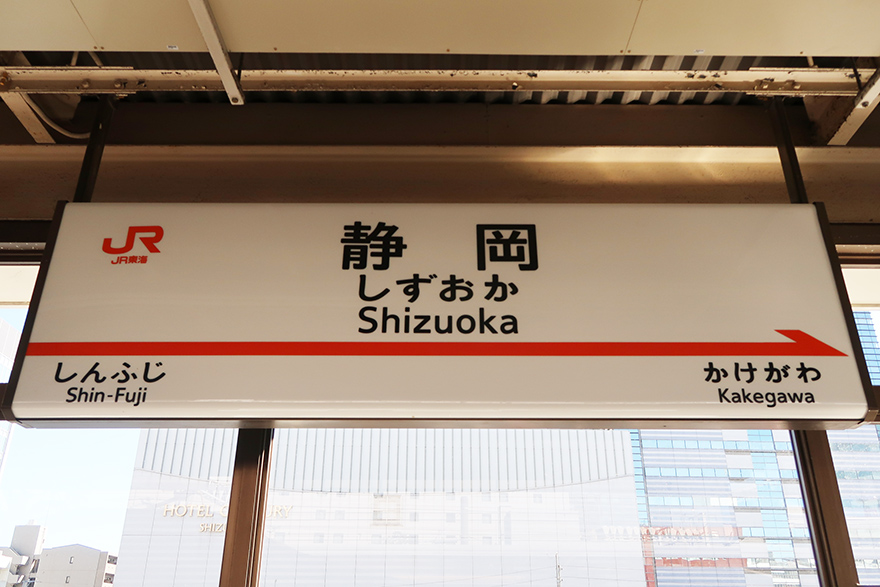 JR
JR東海
静岡
しずおか
Shizuoka
しんふじ
Shin-Fuji
かけがわ
Kakegawa
HOTEL